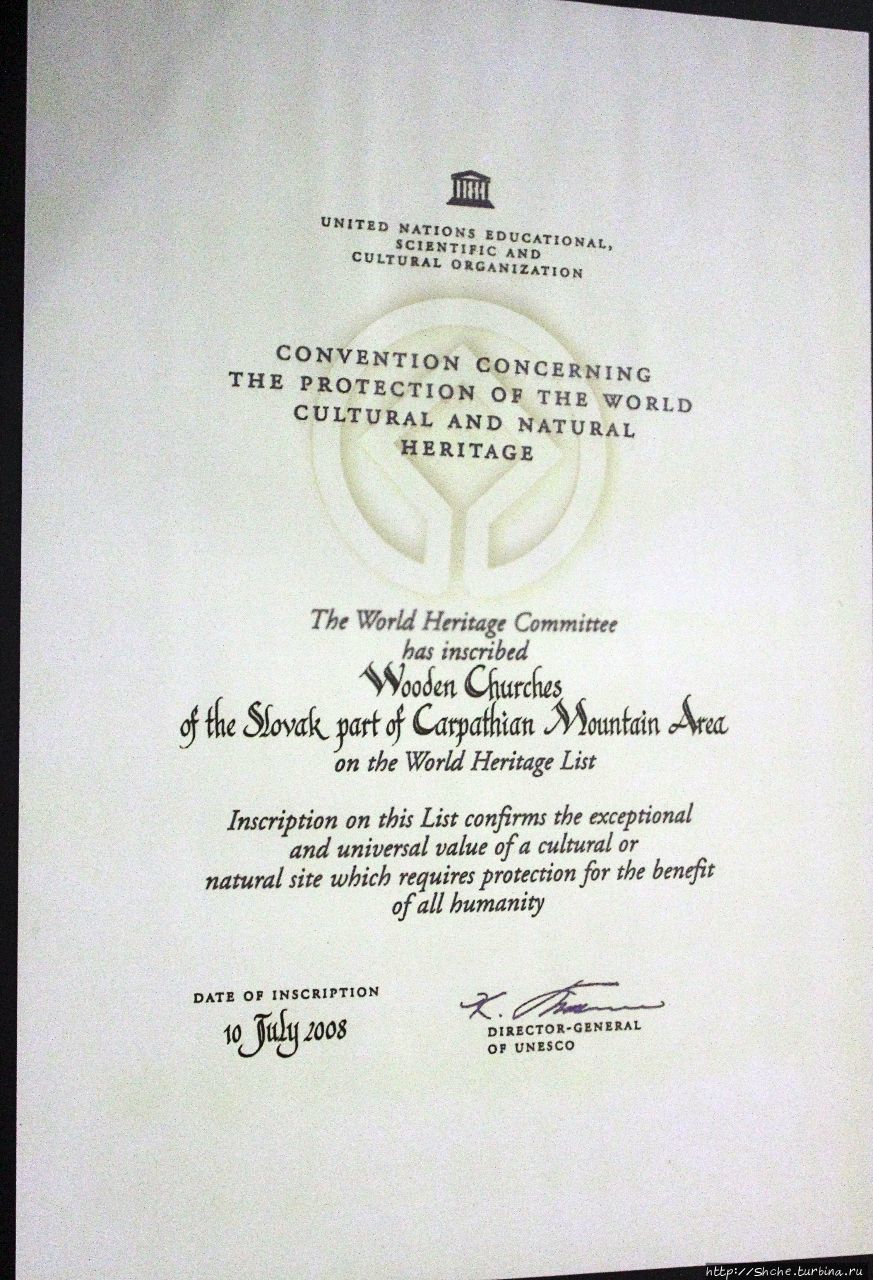 UNITED NATIONS EDUCATIONAL,
SCIENTIFIC AND
CULTURAL ORGANIZATION
CONVENTION CONCERNING
THE PROTECTION OF THE WORLD
CULTURAL AND NATURAL
HERITAGE
The World Heritage Committee
has inscribed
Wooden Churches
of the Slovak part of Carpathian Mountain Area
on the World Heritage List
Inscription on this List confirms the exceptional
and universal value of a cultural or
natural site which requires protection for the benefit
of all humanity
DATE OF INSCRIPTION
10 July 2008
K.
DIRECTOR-GENERAL
OF UNESCO
http://Shche.turbina.ru